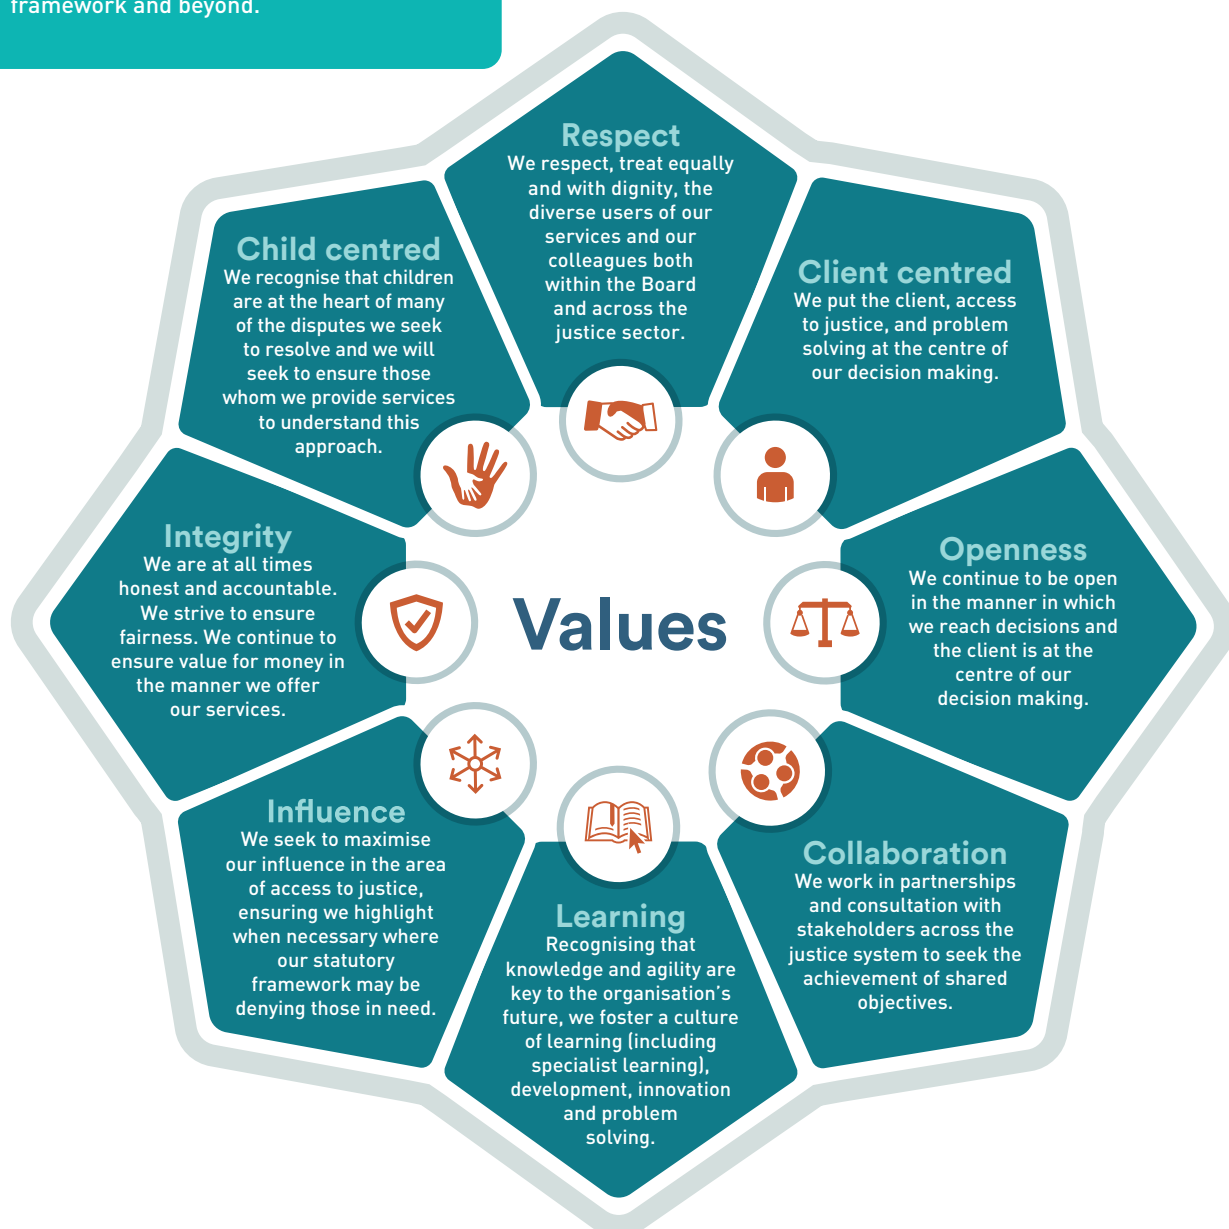 framework and beyond.
Respect
We respect, treat equally
and with dignity, the
diverse users of our
services and our
colleagues both
within the Board
and across the
justice sector.
Client centred
We put the client, access
to justice, and problem
solving at the centre of
our decision making.
Openness
We continue to be open
in the manner in which
we reach decisions and
the client is at the
centre of our
decision making.
Collaboration
We work in partnerships
and consultation with
stakeholders across the
justice system to seek the
achievement of shared
objectives.
Learning
Recognising that
knowledge and agility are
key to the organisation's
future, we foster a culture
of learning (including
specialist learning),
development, innovation
and problem
solving.
Influence
We seek to maximise
our influence in the area
of access to justice,
ensuring we highlight
when necessary where
our statutory
framework may be
denying those in need.
Integrity
We are at all times
honest and accountable.
We strive to ensure
fairness. We continue to
ensure value for money in
the manner we offer
our services.
Child centred
We recognise that children
are at the heart of many
of the disputes we seek
to resolve and we will
seek to ensure those
whom we provide services
to understand this
approach.
Values